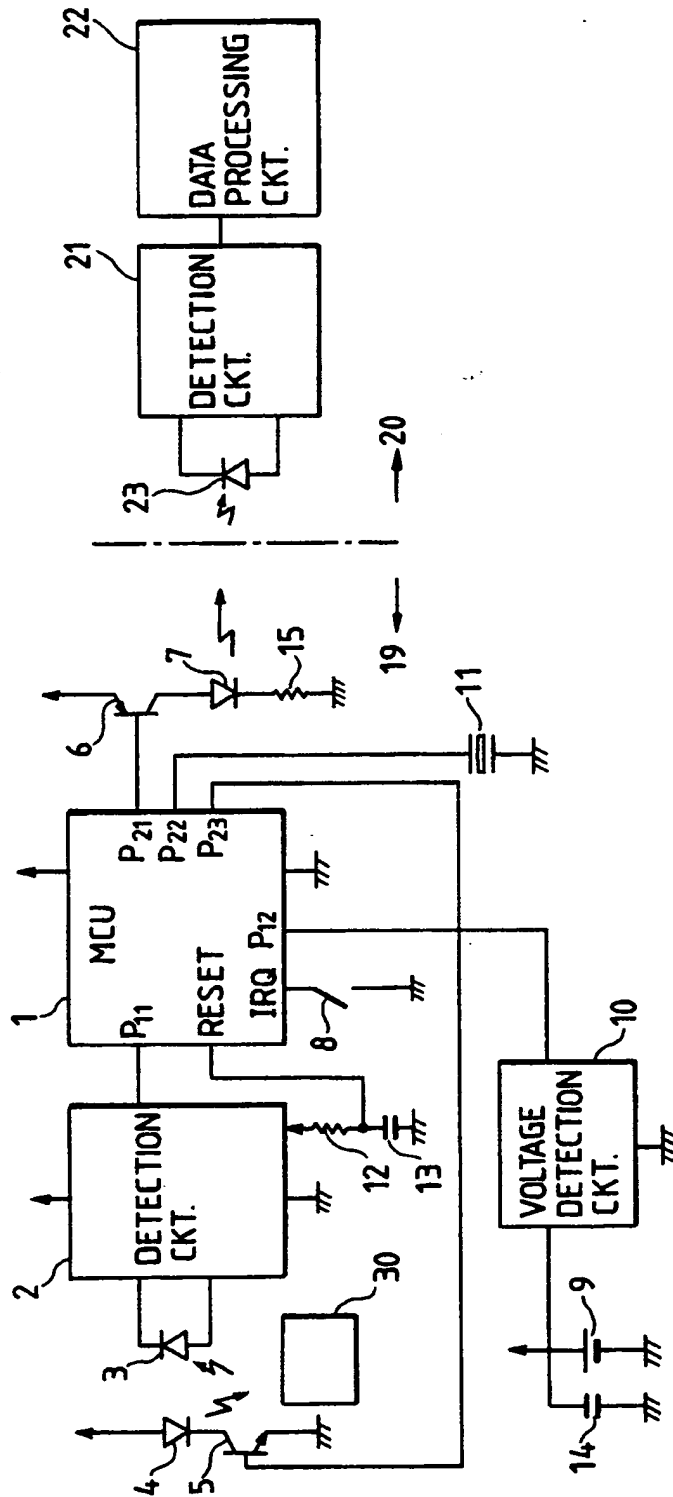 22
DATA
PROCESSING
CKT.
21
DETECTION
CKT.
23
20
19
7
15
6
11
1
MCU
P11
P21
P22
P23
RESET
IRQ
P12
8
2
DETECTION
CKT.
12
13
10
VOLTAGE
DETECTION
CKT.
3
30
4
5
9
14